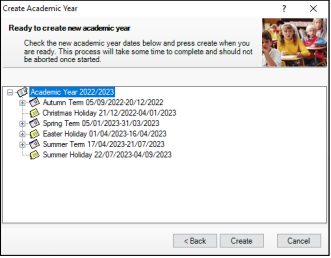 Create Academic Year
Ready to create new academic year
Check the new academic year dates below and press create when you
are ready. This process will take some time to complete and should not
be aborted once started.
Academic Year 2022/2023
Autumn Term 05/09/2022-20/12/2022
Christmas Holiday 21/12/2022-04/01/2023
Spring Term 05/01/2023-31/03/2023
Easter Holiday 01/04/2023-16/04/2023
Summer Term 17/04/2023-21/07/2023
Summer Holiday 22/07/2023-04/09/2023
< Back
Create
Cancel